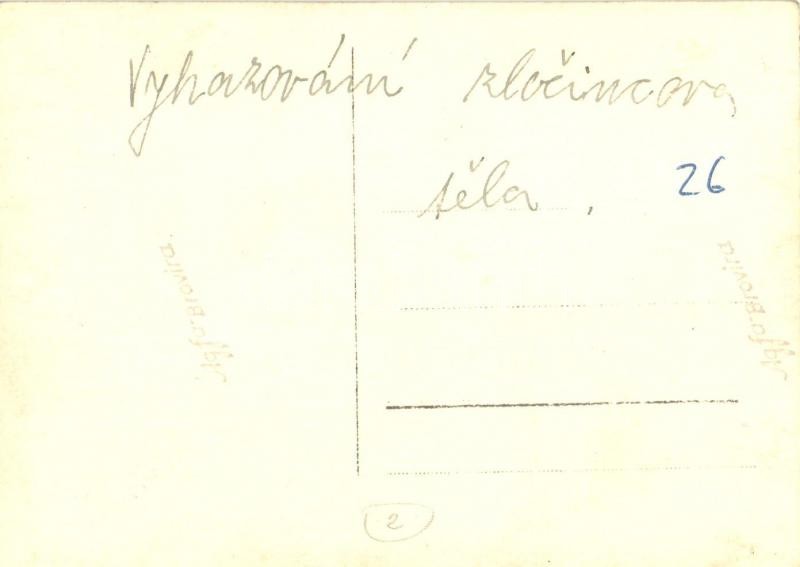 Vyhazování zločincova
těla.
26
Agfa Brovira
Agfa Brovira
2